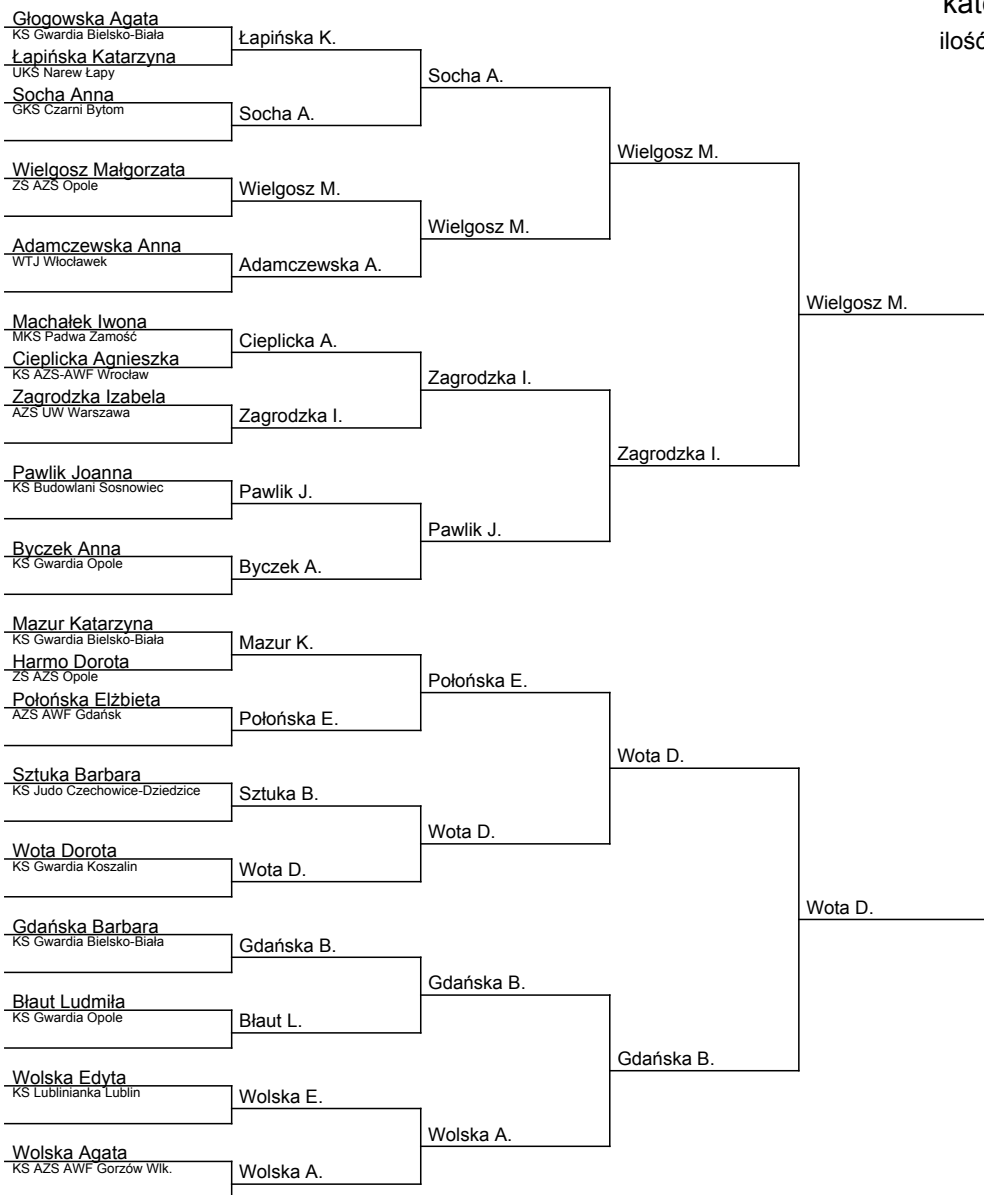 kate
ilość
Głogowska Agata
KS Gwardia Bielsko-Biała
Łapińska Katarzyna
UKS Narew Łapy
Socha Anna
GKS Czarni Bytom
Wielgosz Małgorzata
ZS AZS Opole
Adamczewska Anna
WTJ Włocławek
Machałek Iwona
MKS Padwa Zamość
Cieplicka Agnieszka
KS AZS-AWF Wrocław
Zagrodzka Izabela
AZS UW Warszawa
Pawlik Joanna
KS Budowlani Sosnowiec
Byczek Anna
KS Gwardia Opole
Mazur Katarzyna
KS Gwardia Bielsko-Biała
Harmo Dorota
ZS AZS Opole
Połońska Elżbieta
AZS AWF Gdańsk
Sztuka Barbara
KS Judo Czechowice-Dziedzice
Wota Dorota
KS Gwardia Koszalin
Gdańska Barbara
KS Gwardia Bielsko-Biała
Błaut Ludmiła
KS Gwardia Opole
Wolska Edyta
KS Lublinianka Lublin
Wolska Agata
KS AZS AWF Gorzów Wlk.
Łapińska K.
Socha A.
Wielgosz M.
Adamczewska A.
Cieplicka A.
Zagrodzka I.
Pawlik J.
Byczek A.
Mazur K.
Połońska E.
Sztuka B.
Wota D.
Gdańska B.
Błaut L.
Wolska E.
Wolska A.
Socha A.
Wielgosz M.
Zagrodzka I.
Pawlik J.
Połońska E.
Wota D.
Gdańska B.
Wolska A.
Wielgosz M.
Zagrodzka I.
Wota D.
Gdańska B.
Wielgosz M.
Wota D.